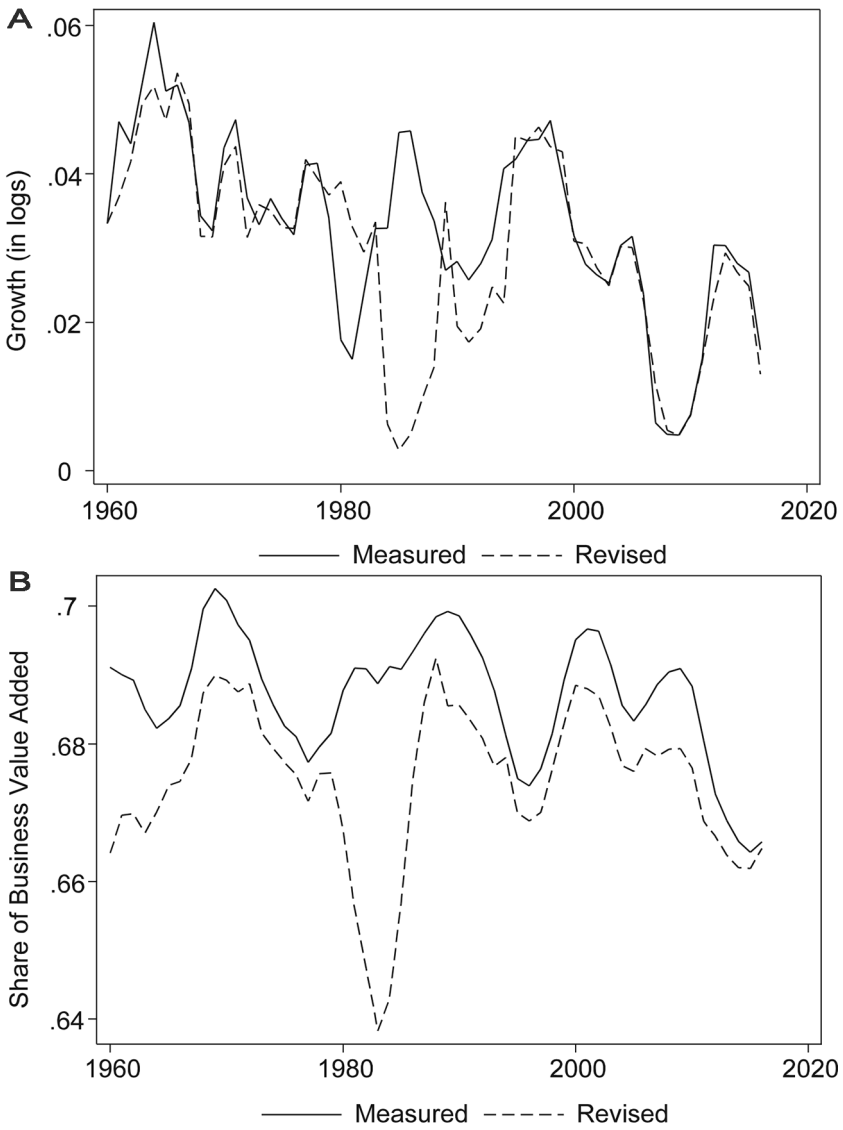 A
.06
.04
.02
0
Growth (in logs)
1960 1980 2000 2020
Measured Revised
B
.7
.68
.66
.64
Share of Business Value Added
1960 1980 2000 2020
Measured Revised